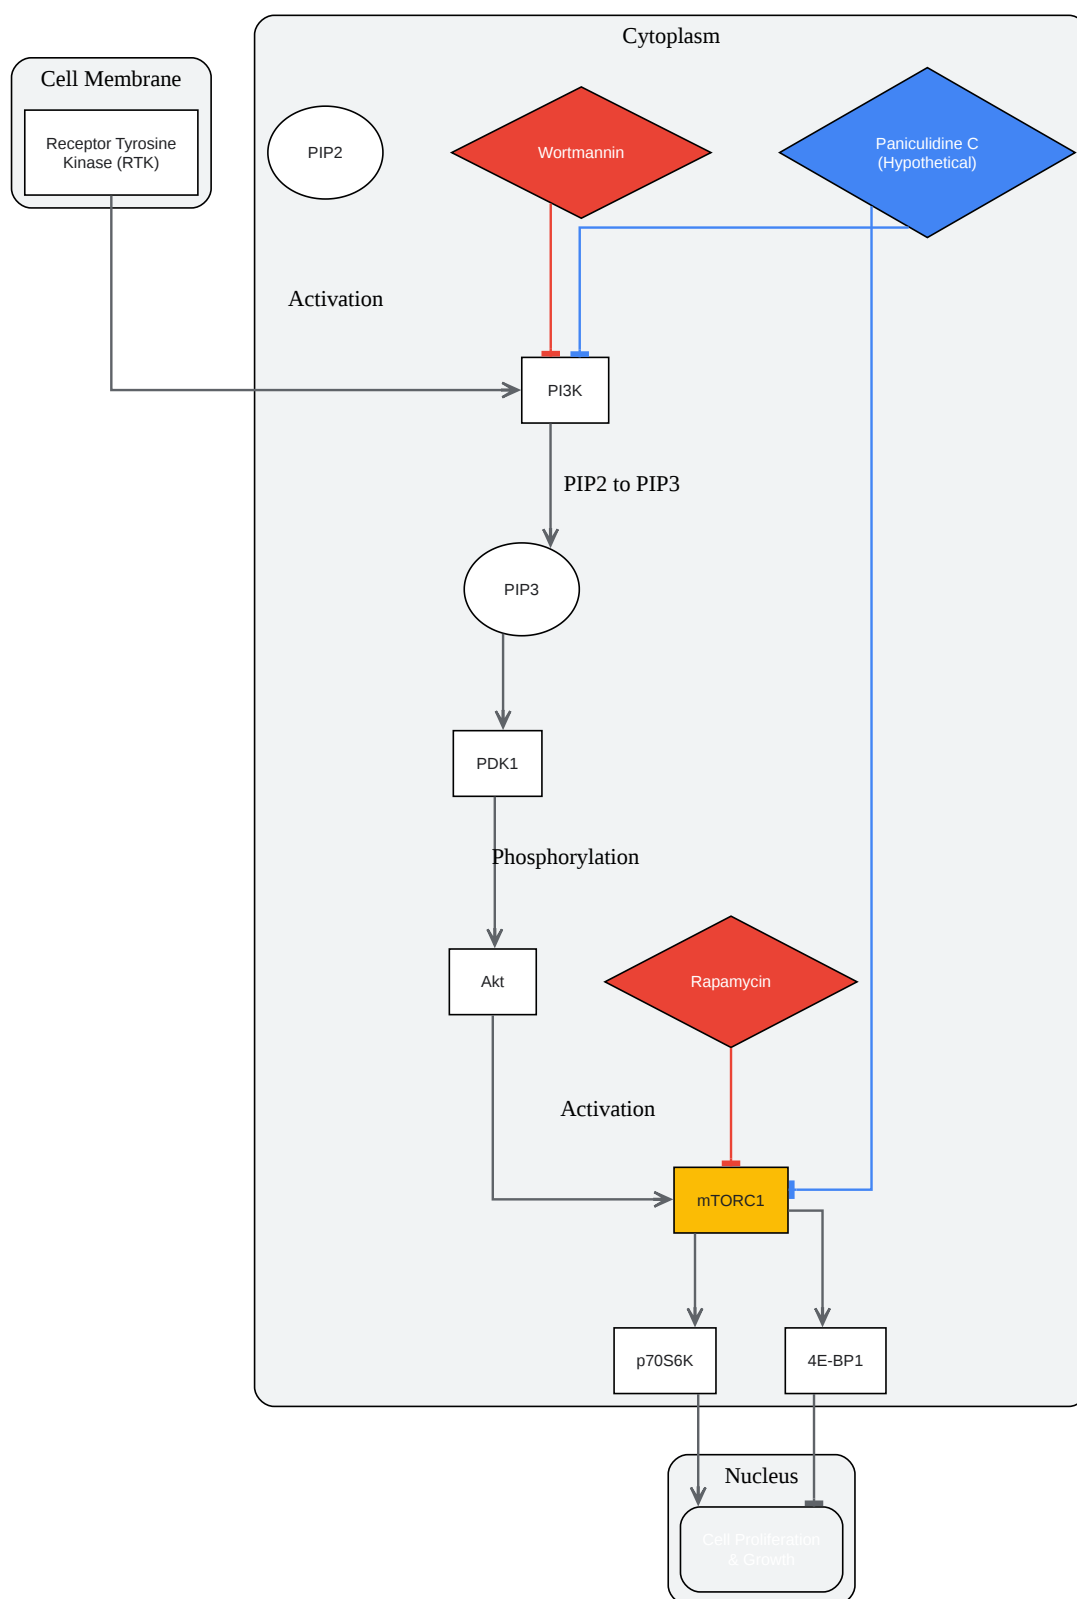 Cytoplasm
Cell Membrane
Receptor Tyrosine
Kinase (RTK)
PIP2
Wortmannin
Paniculidine C
(Hypothetical)
Activation
PI3K
PIP2 to PIP3
PIP3
PDK1
Phosphorylation
Akt
Rapamycin
Activation
mTORC1
p70S6K
4E-BP1
Nucleus
Cell Proliferation
& Growth